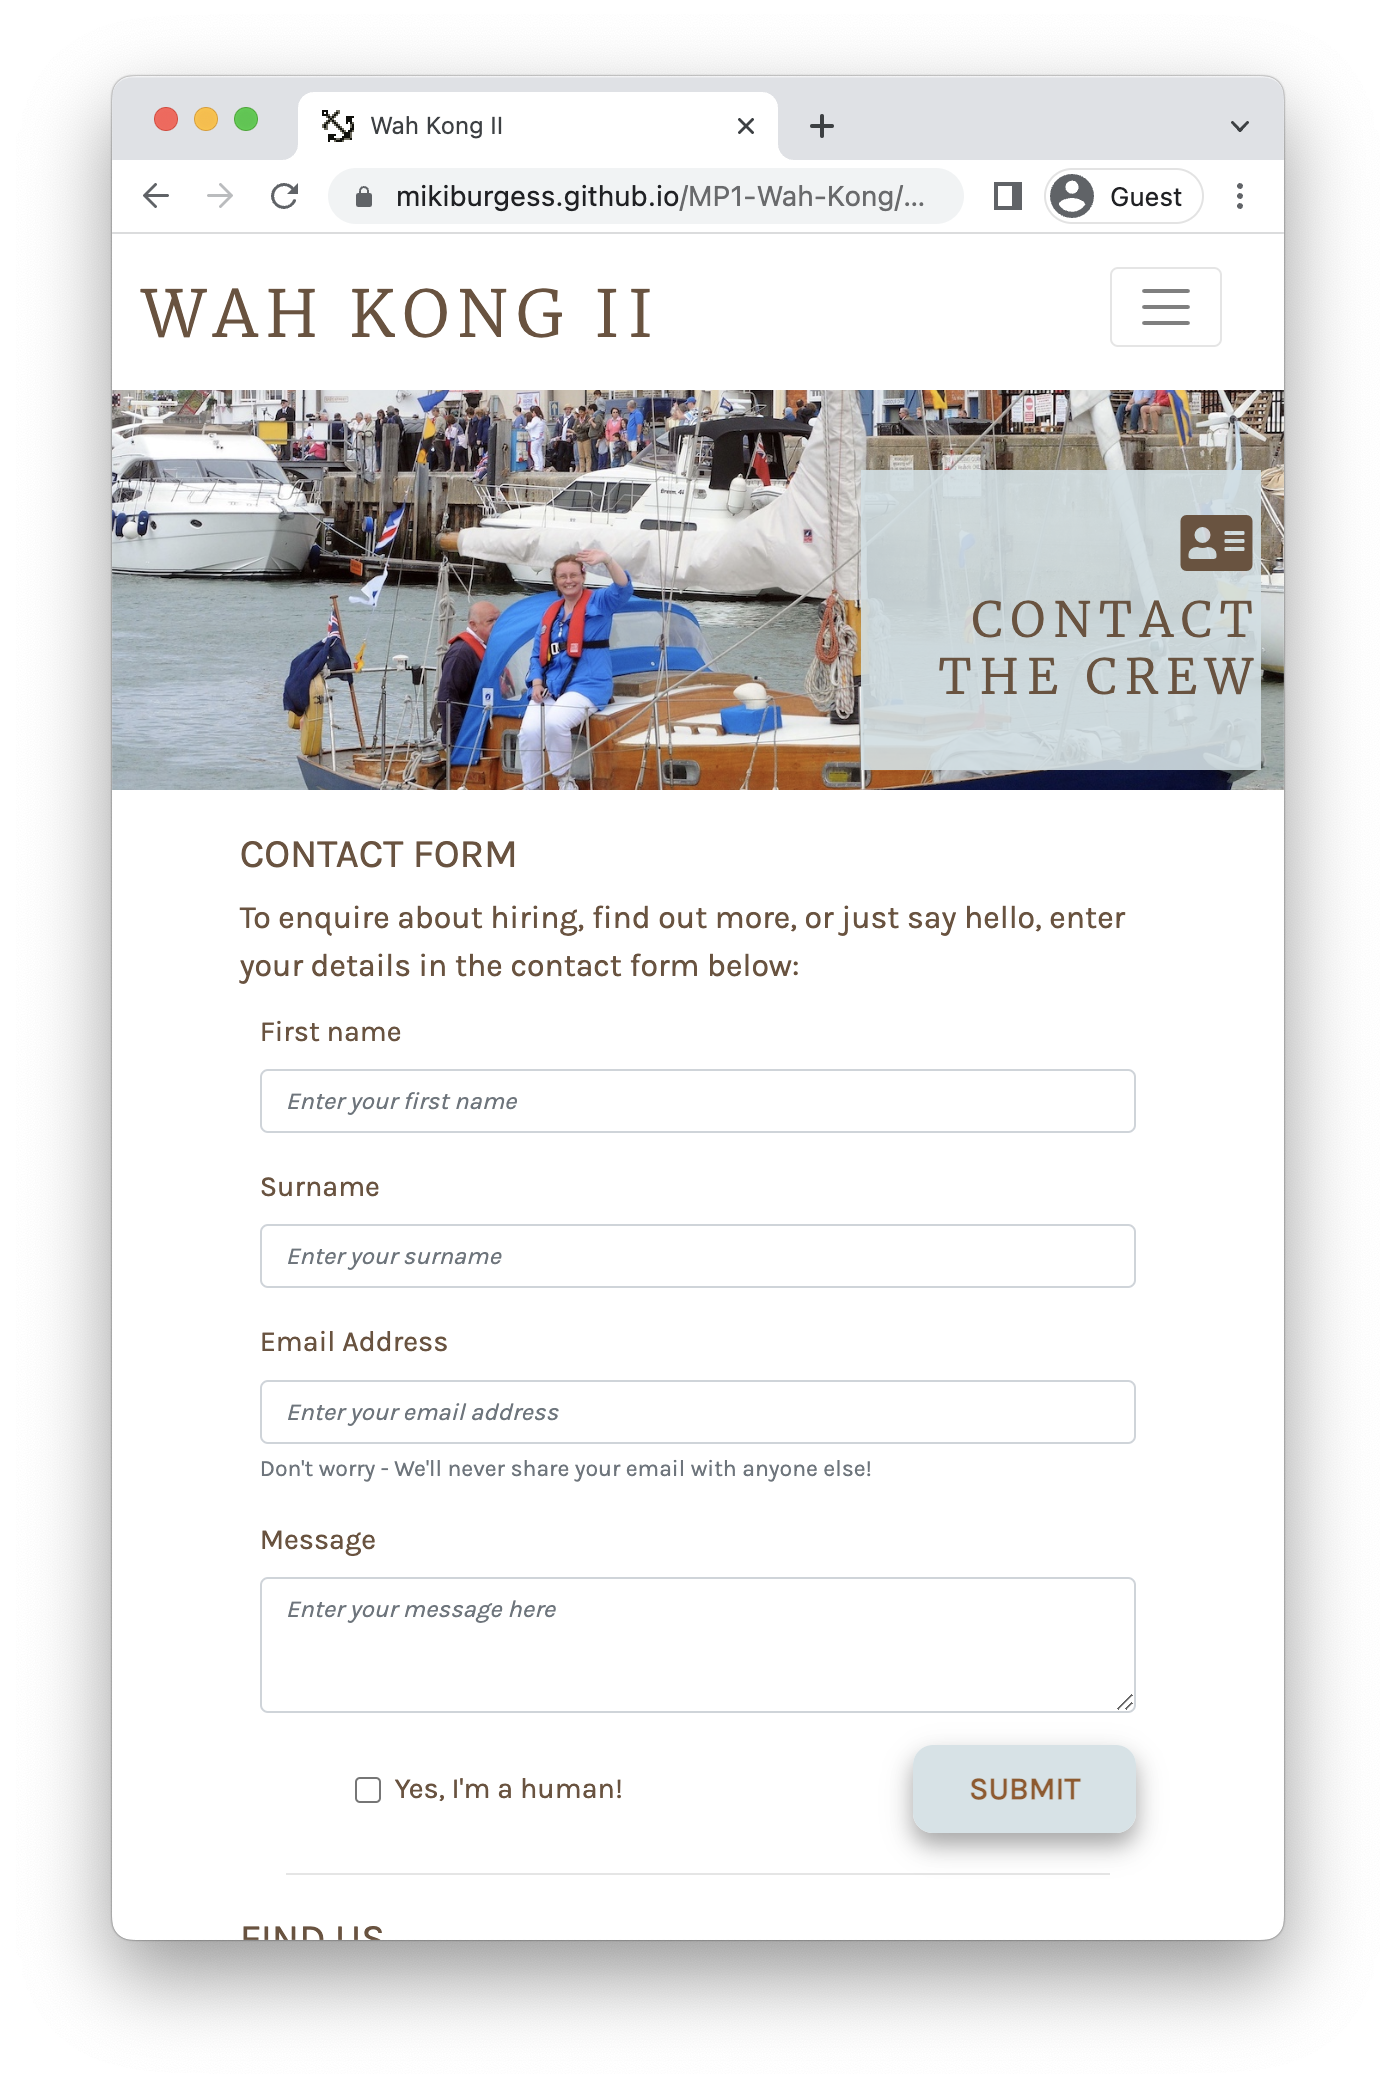 Wah Kong II
mikiburgess.github.io/MP1-Wah-Kong/...
Guest
WAH KONG II
CONTACT
THE CREW
CONTACT FORM
To enquire about hiring, find out more, or just say hello, enter
your details in the contact form below:
First name
Enter your first name
Surname
Enter your surname
Email Address
Enter your email address
Don't worry - We'll never share your email with anyone else!
Message
Enter your message here
Yes, I'm a human!
SUBMIT
FIND US